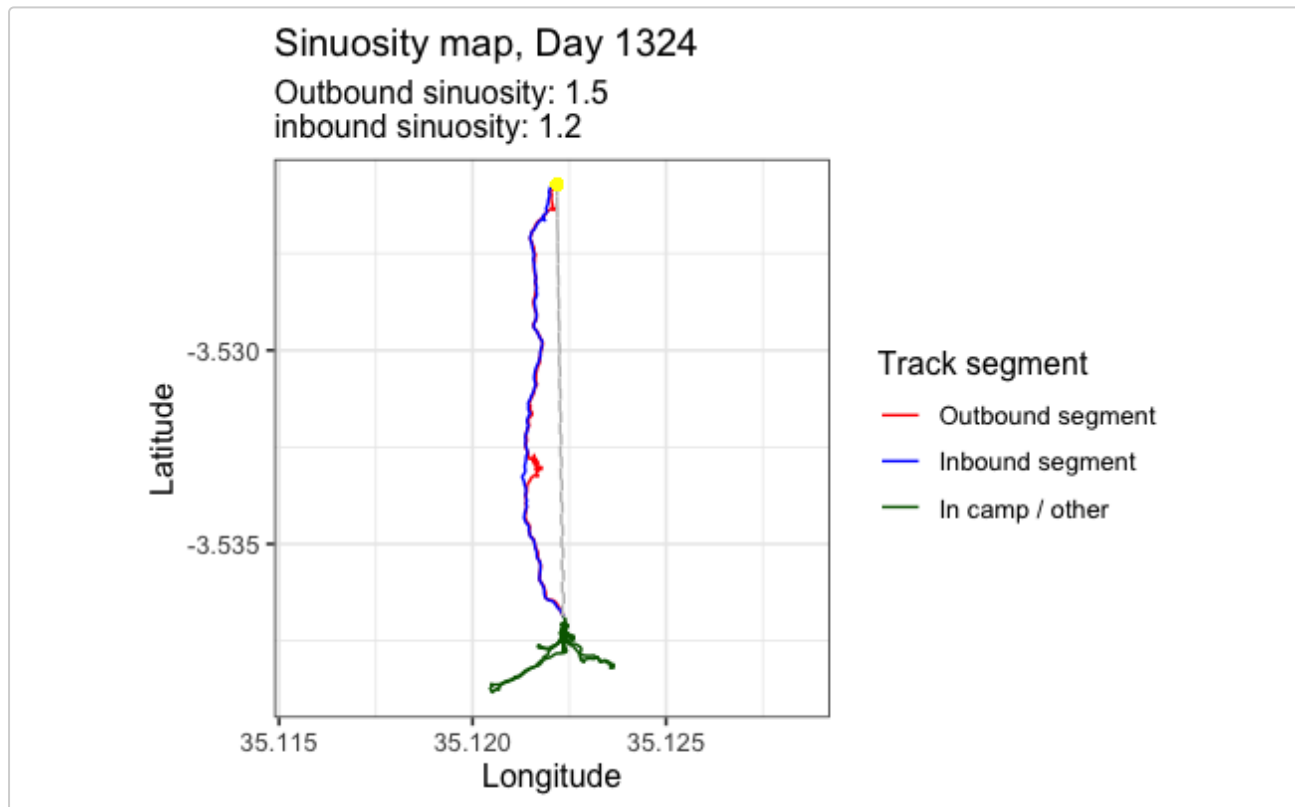 Sinuosity map, Day 1324
Outbound sinuosity: 1.5
inbound sinuosity: 1.2
-3.530
-3.535
Latitude
35.115
35.120
35.125
Longitude
Track segment
Outbound segment
Inbound segment
In camp / other